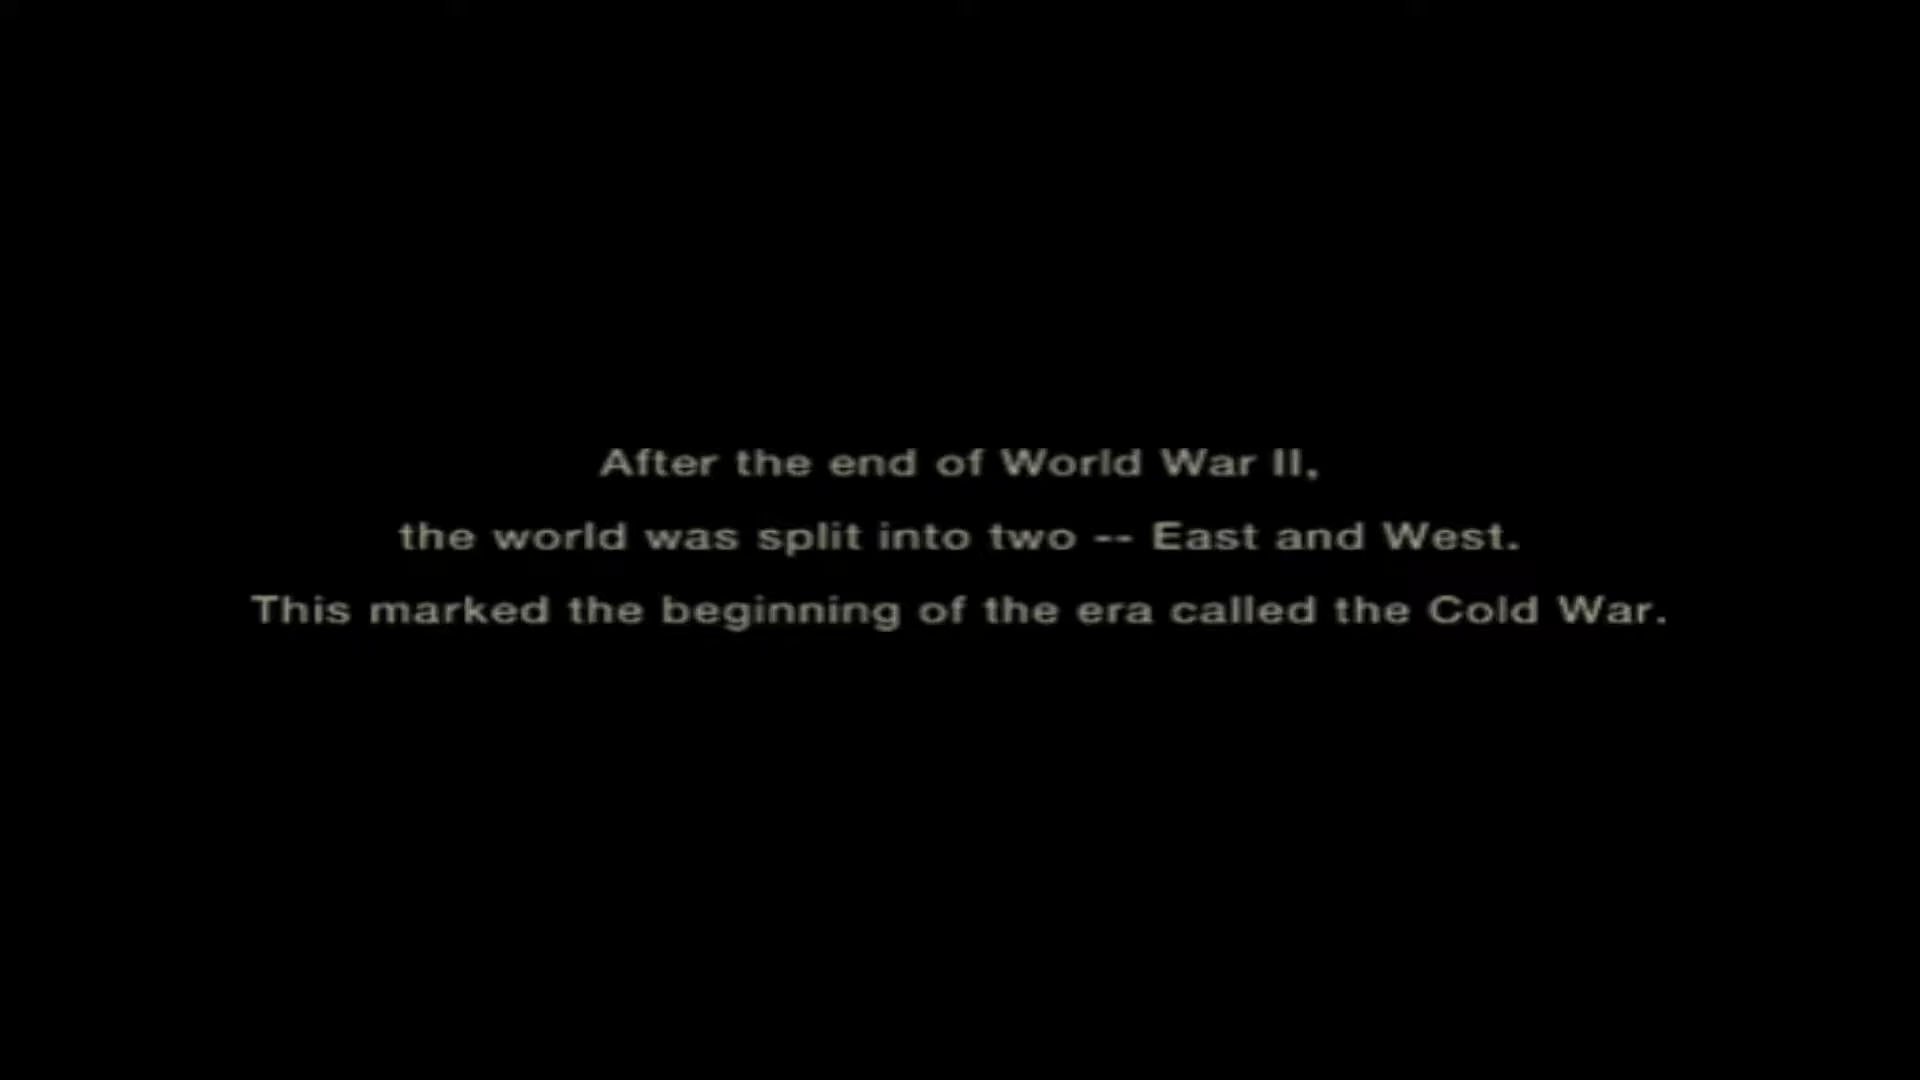 After the end of World War II,
the world was split into two -- East and West.
This marked the beginning of the era called the Cold War.